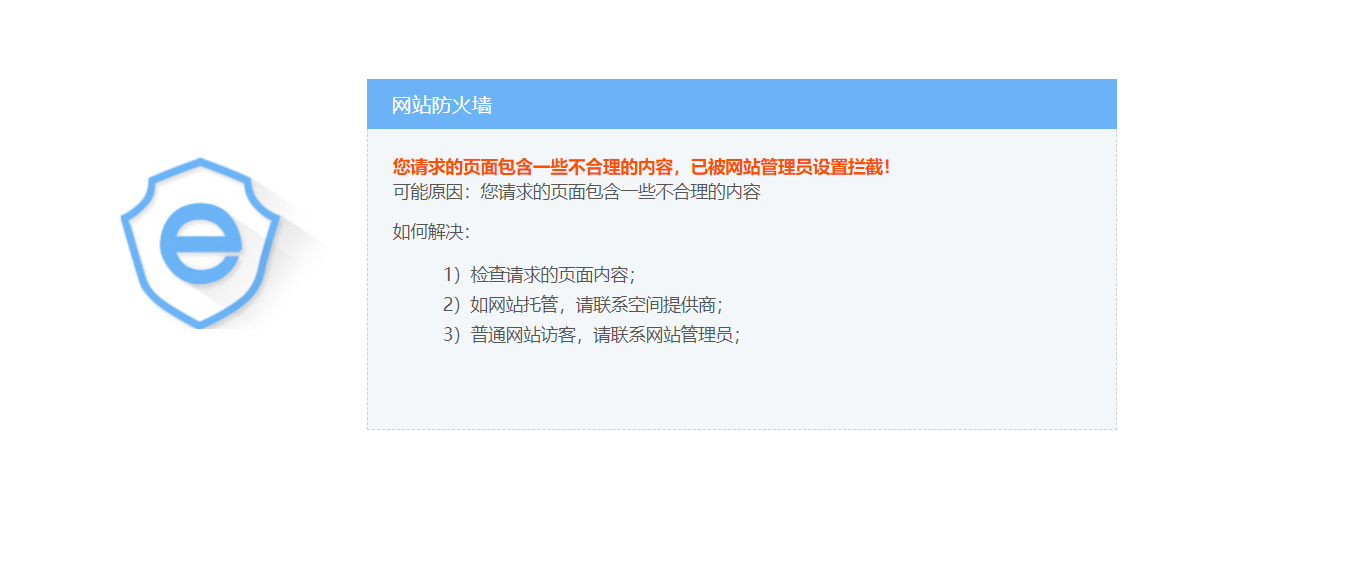 网站防火墙
您请求的页面包含一些不合理的内容，已被网站管理员设置拦截！
可能原因：您请求的页面包含一些不合理的内容
如何解决：
1）检查请求的页面内容；
2）如网站托管，请联系空间提供商；
3）普通网站访客，请联系网站管理员；